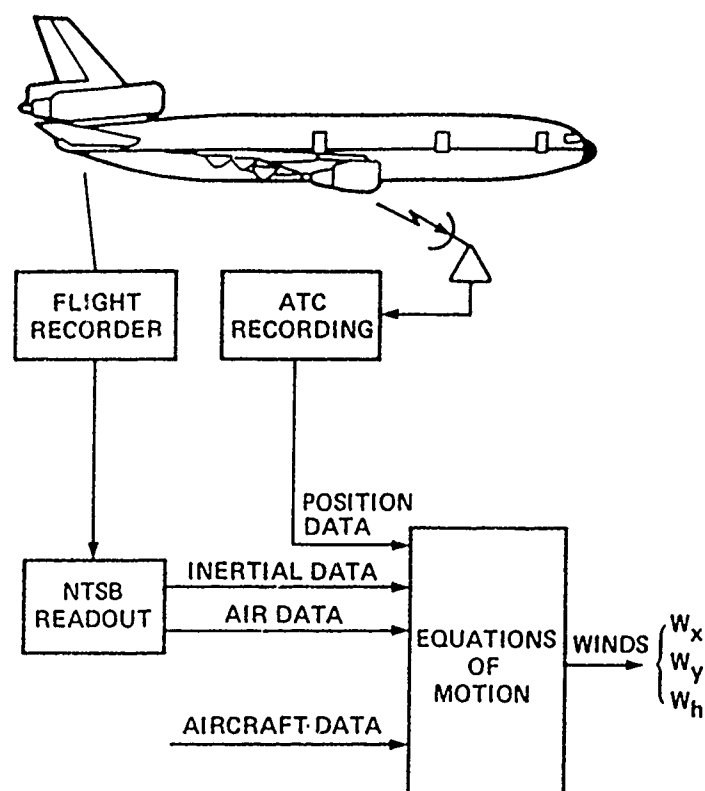 FLIGHT
RECORDER
ATC
RECORDING
POSITION
DATA
NTSB
READOUT
INERTIAL DATA
AIR DATA
EQUATIONS
OF
MOTION
WINDS
Wx
Wy
Wh
AIRCRAFT DATA